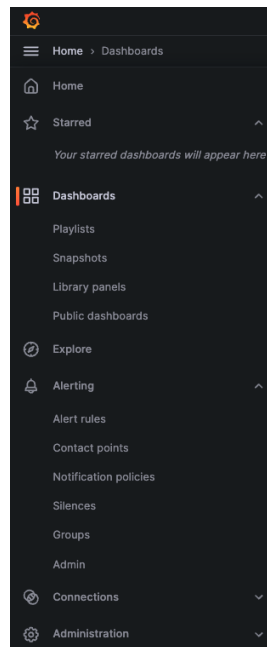 Home › Dashboards
Home
Starred
Your starred dashboards will appear here
Dashboards
Playlists
Snapshots
Library panels
Public dashboards
Explore
Alerting
Alert rules
Contact points
Notification policies
Silences
Groups
Admin
Connections
Administration